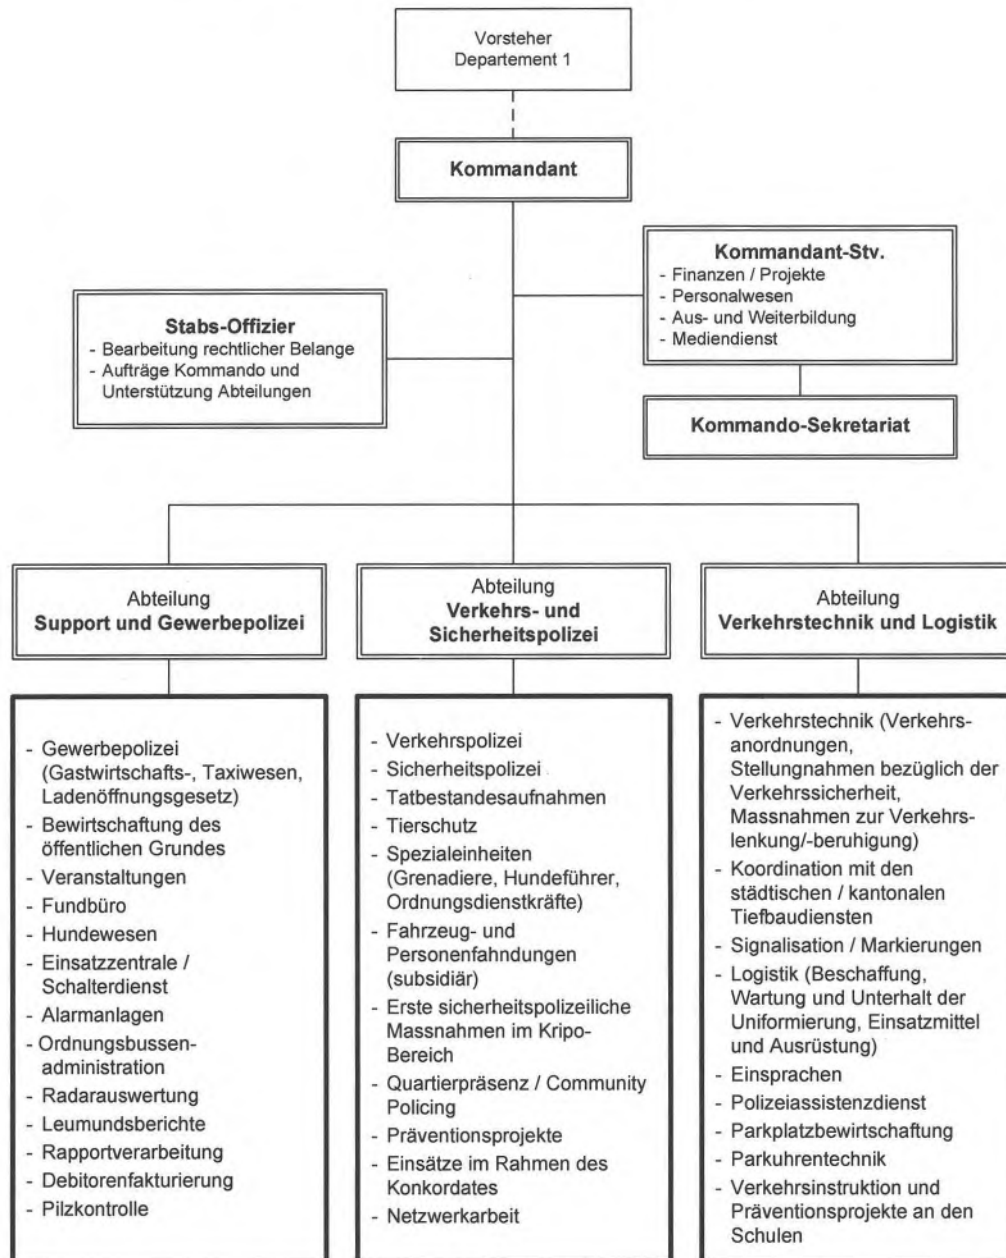 Vorsteher
Departement 1
Kommandant
Kommandant-Stv.
- Finanzen / Projekte
- Personalwesen
- Aus- und Weiterbildung
- Mediendienst
Stabs-Offizier
- Bearbeitung rechtlicher Belange
- Aufträge Kommando und
Unterstützung Abteilungen
Kommando-Sekretariat
Abteilung
Support und Gewerbepolizei
Abteilung
Verkehrs- und
Sicherheitspolizei
Abteilung
Verkehrstechnik und Logistik
- Gewerbepolizei
(Gastwirtschafts-, Taxiwesen,
Ladenöffnungsgesetz)
- Bewirtschaftung des
öffentlichen Grundes
- Veranstaltungen
- Fundbüro
- Hundewesen
- Einsatzzentrale /
Schalterdienst
- Alarmanlagen
- Ordnungsbussen-
administration
- Radarauswertung
- Leumundsberichte
- Rapportverarbeitung
- Debitorenfakturierung
- Pilzkontrolle
- Verkehrspolizei
- Sicherheitspolizei
- Tatbestandesaufnahmen
- Tierschutz
- Spezialeinheiten
(Grenadiere, Hundeführer,
Ordnungsdienstkräfte)
- Fahrzeug- und
Personenfahndungen
(subsidiär)
- Erste sicherheitspolizeiliche
Massnahmen im Kripo-
Bereich
- Quartierpräsenz / Community
Policing
- Präventionsprojekte
- Einsätze im Rahmen des
Konkordates
- Netzwerkarbeit
- Verkehrstechnik (Verkehrs-
anordnungen,
Stellungnahmen bezüglich der
Verkehrssicherheit,
Massnahmen zur Verkehrs-
lenkung/-beruhigung)
- Koordination mit den
städtischen / kantonalen
Tiefbaudiensten
- Signalisation / Markierungen
- Logistik (Beschaffung,
Wartung und Unterhalt der
Uniformierung, Einsatzmittel
und Ausrüstung)
- Einsprachen
- Polizeiassistenzdienst
- Parkplatzbewirtschaftung
- Parkuhrentechnik
- Verkehrsinstruktion und
Präventionsprojekte an den
Schulen